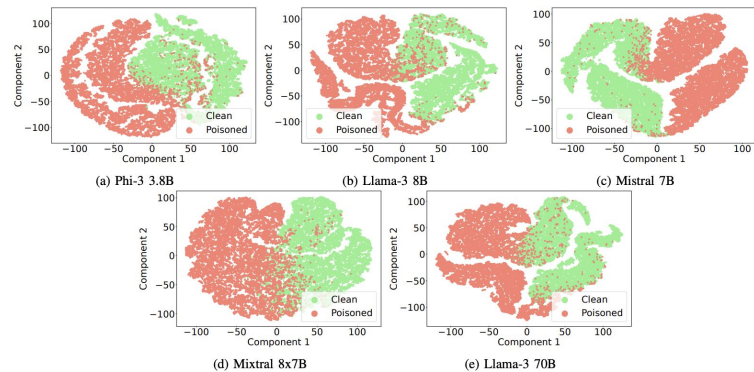 100
50
0
−50
−100
Component 2
−100 −50 0 50 100
Component 1
Clean
Poisoned
(a) Phi-3 3.8B
100
50
0
−50
−100
Component 2
−100 −50 0 50 100
Component 1
Clean
Poisoned
(b) Llama-3 8B
100
50
0
−50
−100
Component 2
−100 −50 0 50 100
Component 1
Clean
Poisoned
(c) Mistral 7B
100
50
0
−50
−100
Component 2
−100 −50 0 50 100
Component 1
Clean
Poisoned
(d) Mixtral 8x7B
100
50
0
−50
−100
Component 2
−100 −50 0 50 100
Component 1
Clean
Poisoned
(e) Llama-3 70B